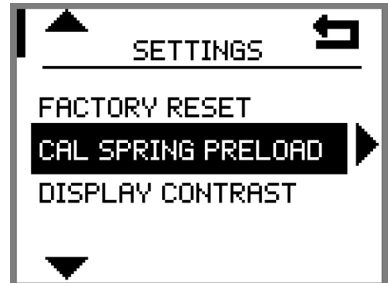 SETTINGS
FACTORY RESET
CAL SPRING PRELOAD
DISPLAY CONTRAST